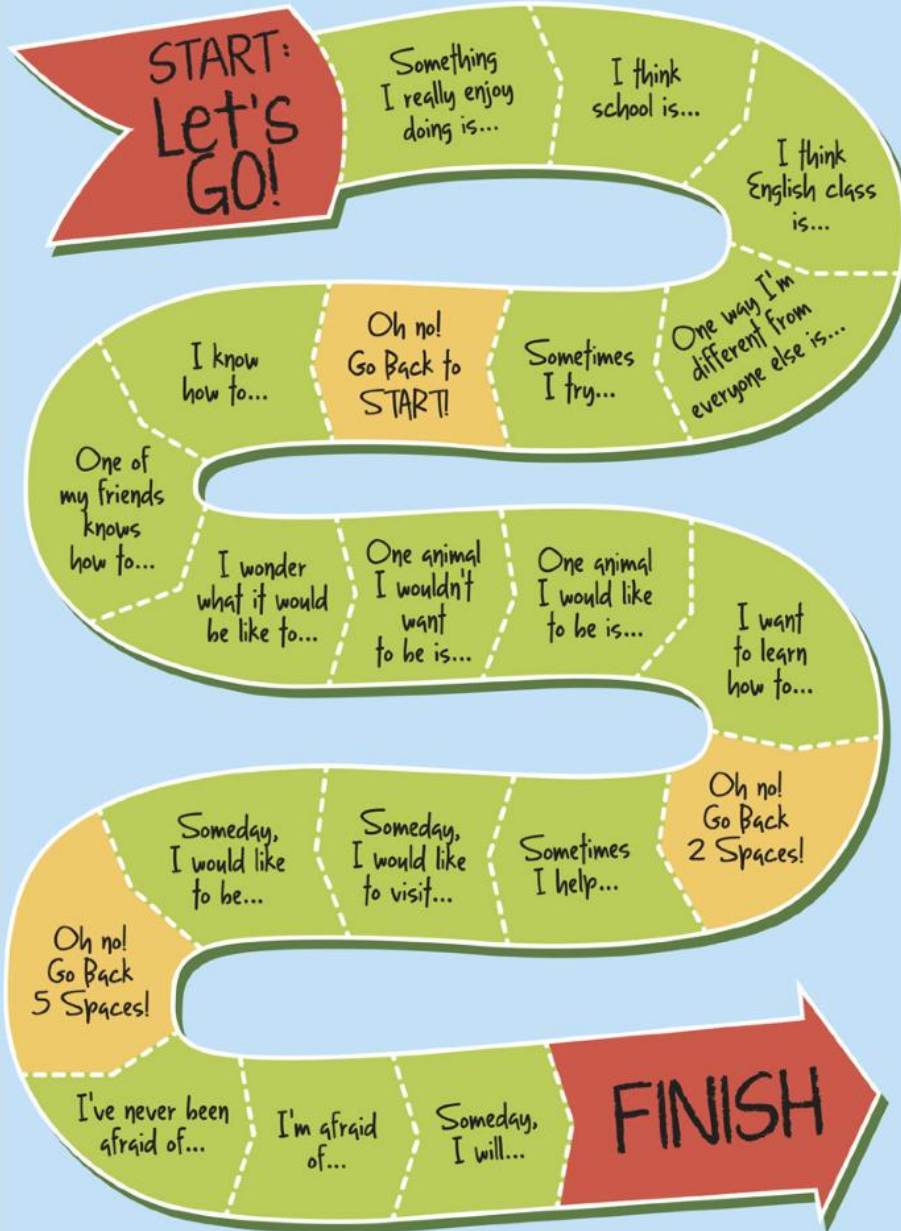 START:
Let's
GO!
Something
I really enjoy
doing is...
I think
school is...
I think
English class
is...
One way I'm
different from
everyone else is...
Sometimes
I try...
Oh no!
Go Back to
START!
I know
how to...
One of
my friends
knows
how to...
I wonder
what it would
be like to...
One animal
I wouldn't
want
to be is...
One animal
I would like
to be is...
I want
to learn
how to...
Oh no!
Go Back
2 Spaces!
Sometimes
I help...
Someday,
I would like
to visit...
Someday,
I would like
to be...
Oh no!
Go Back
5 Spaces!
I've never been
afraid of...
I'm afraid
of...
Someday,
I will...
FINISH